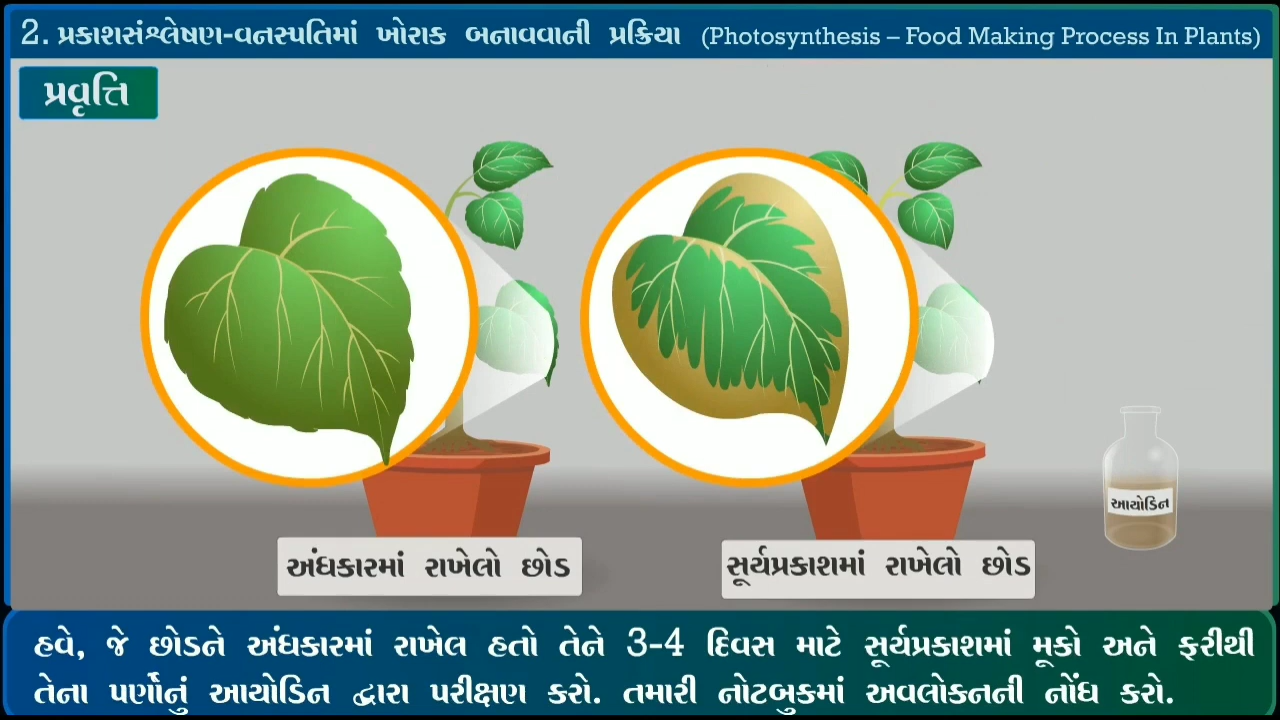 2. પ્રકાશસંશ્લેષણ-વનસ્પતિમાં ખોરાક બનાવવાની પ્રક્રિયા (Photosynthesis – Food Making Process In Plants)
પ્રવૃત્તિ
આયોડિન
અંધકારમાં રાખેલો છોડ
સૂર્યપ્રકાશમાં રાખેલો છોડ
હવે, જે છોડને અંધકારમાં રાખેલ હતો તેને 3-4 દિવસ માટે સૂર્યપ્રકાશમાં મૂકો અને ફરીથી
તેના પર્ણોનું આયોડિન દ્વારા પરીક્ષણ કરો. તમારી નોટબુકમાં અવલોકનની નોંધ કરો.